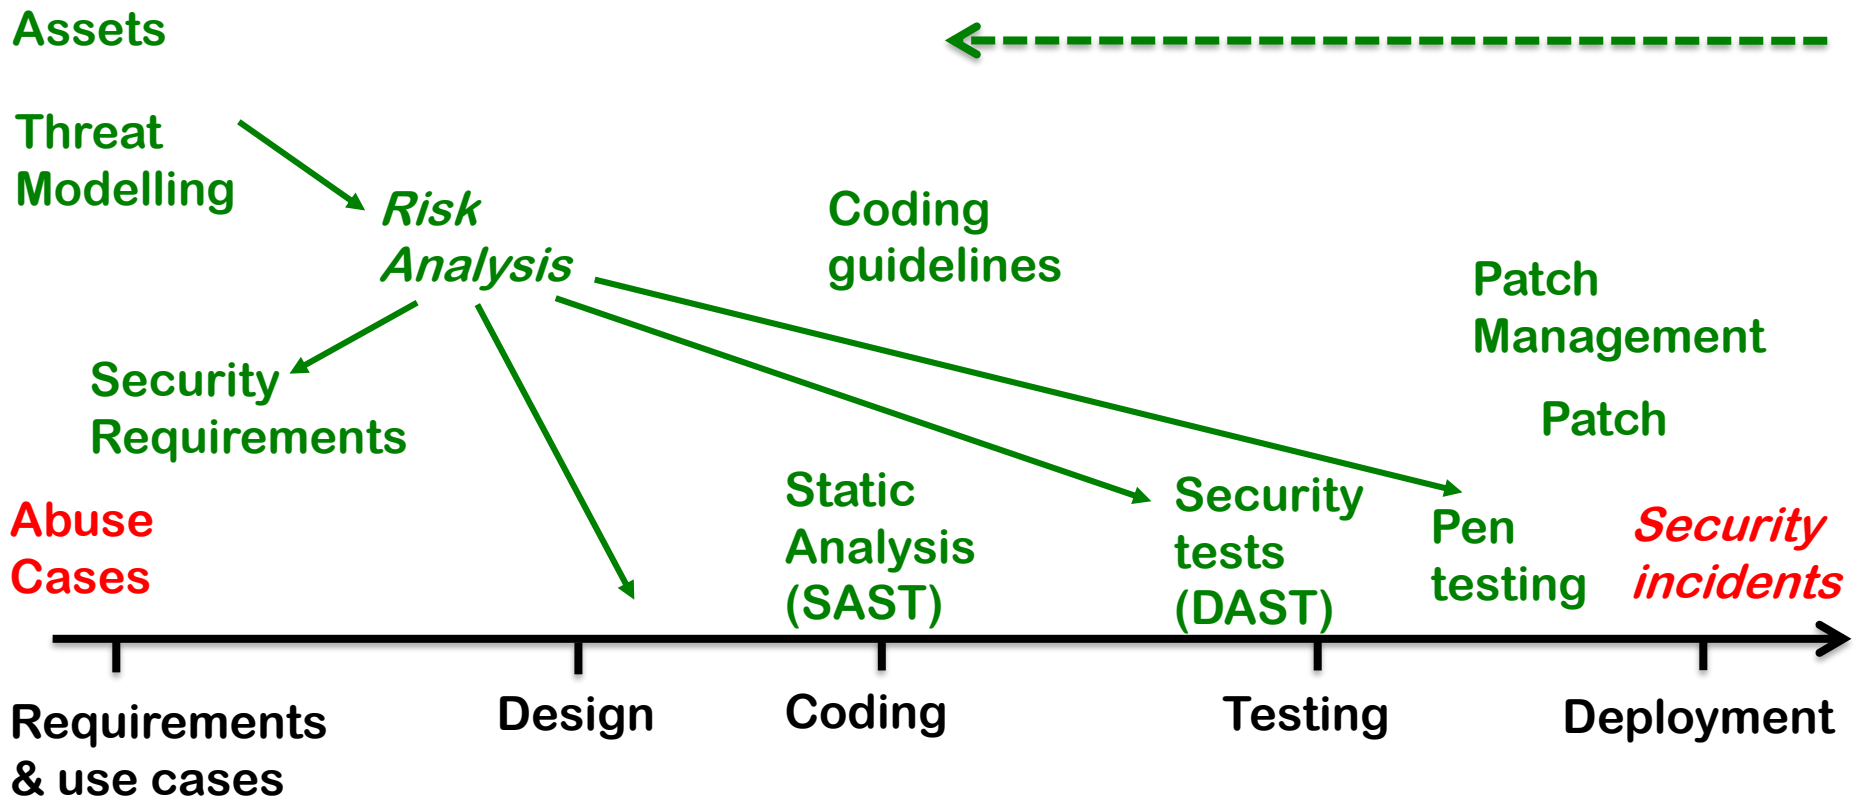 Assets
Threat
Modelling
Risk
Analysis
Coding
guidelines
Patch
Management
Security
Requirements
Patch
Abuse
Cases
Static
Analysis
(SAST)
Security
tests
(DAST)
Pen
testing
Security
incidents
Requirements
& use cases
Design
Coding
Testing
Deployment